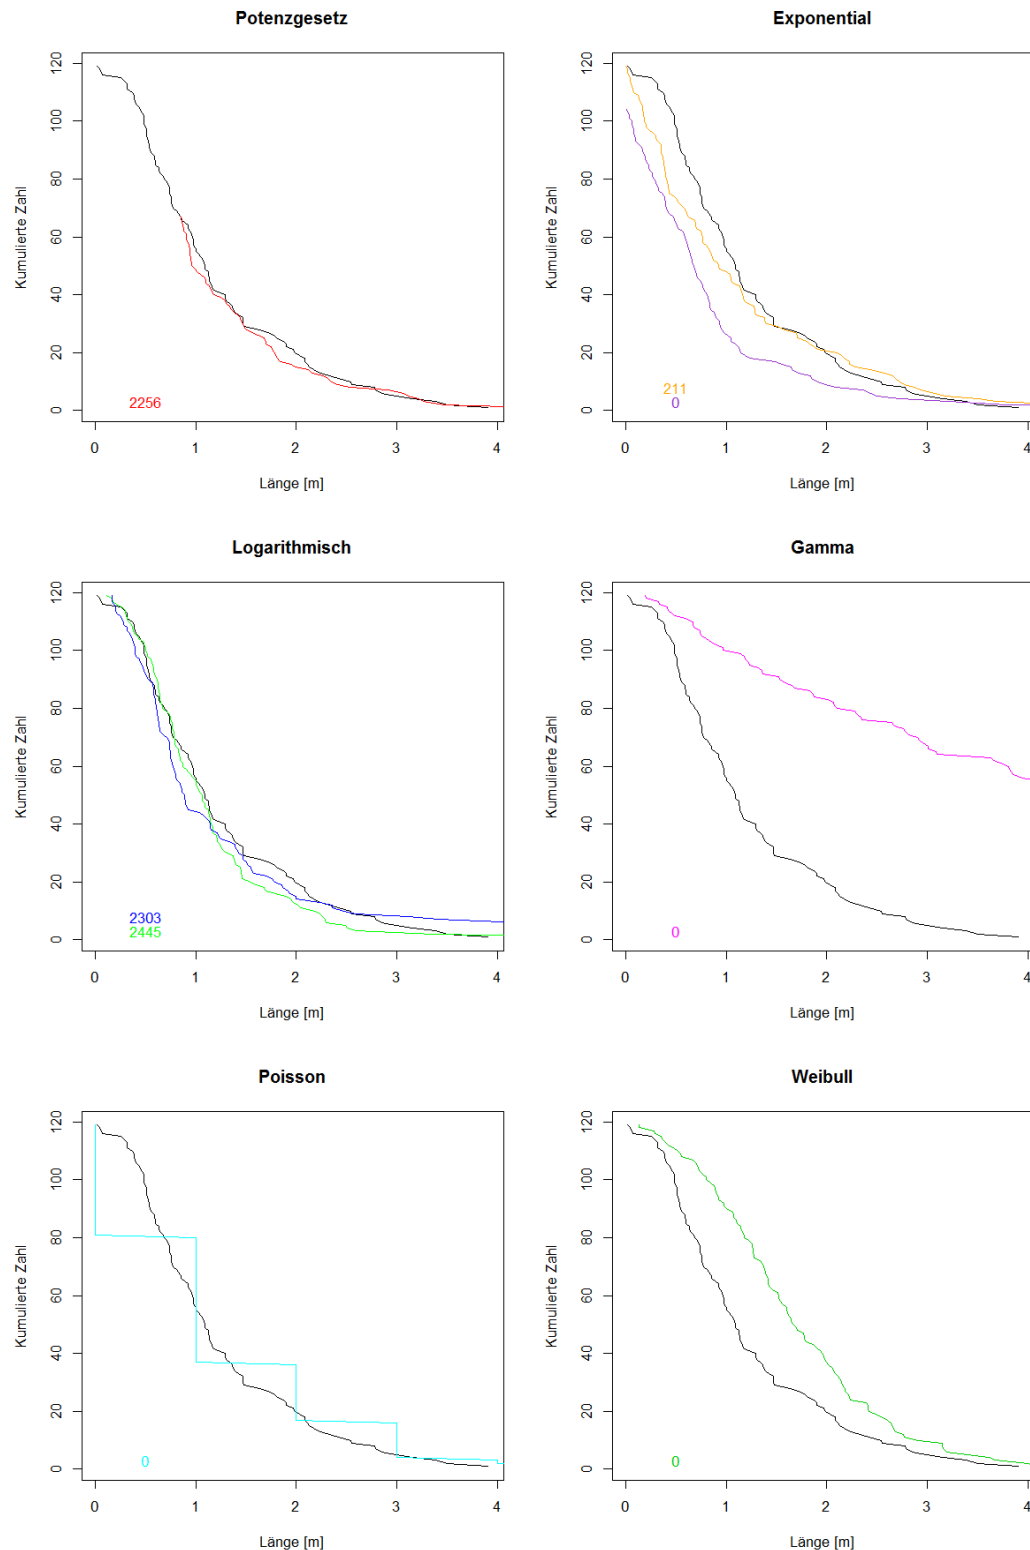 Potenzgesetz
Kumulierte Zahl
120
100
80
60
40
20
0
2256
0 1 2 3 4
Länge [m]
Exponential
Kumulierte Zahl
120
100
80
60
40
20
0
211
0
0 1 2 3 4
Länge [m]
Logarithmisch
Kumulierte Zahl
120
100
80
60
40
20
0
2303
2445
0 1 2 3 4
Länge [m]
Gamma
Kumulierte Zahl
120
100
80
60
40
20
0
0
0 1 2 3 4
Länge [m]
Poisson
Kumulierte Zahl
120
100
80
60
40
20
0
0
0 1 2 3 4
Länge [m]
Weibull
Kumulierte Zahl
120
100
80
60
40
20
0
0
0 1 2 3 4
Länge [m]